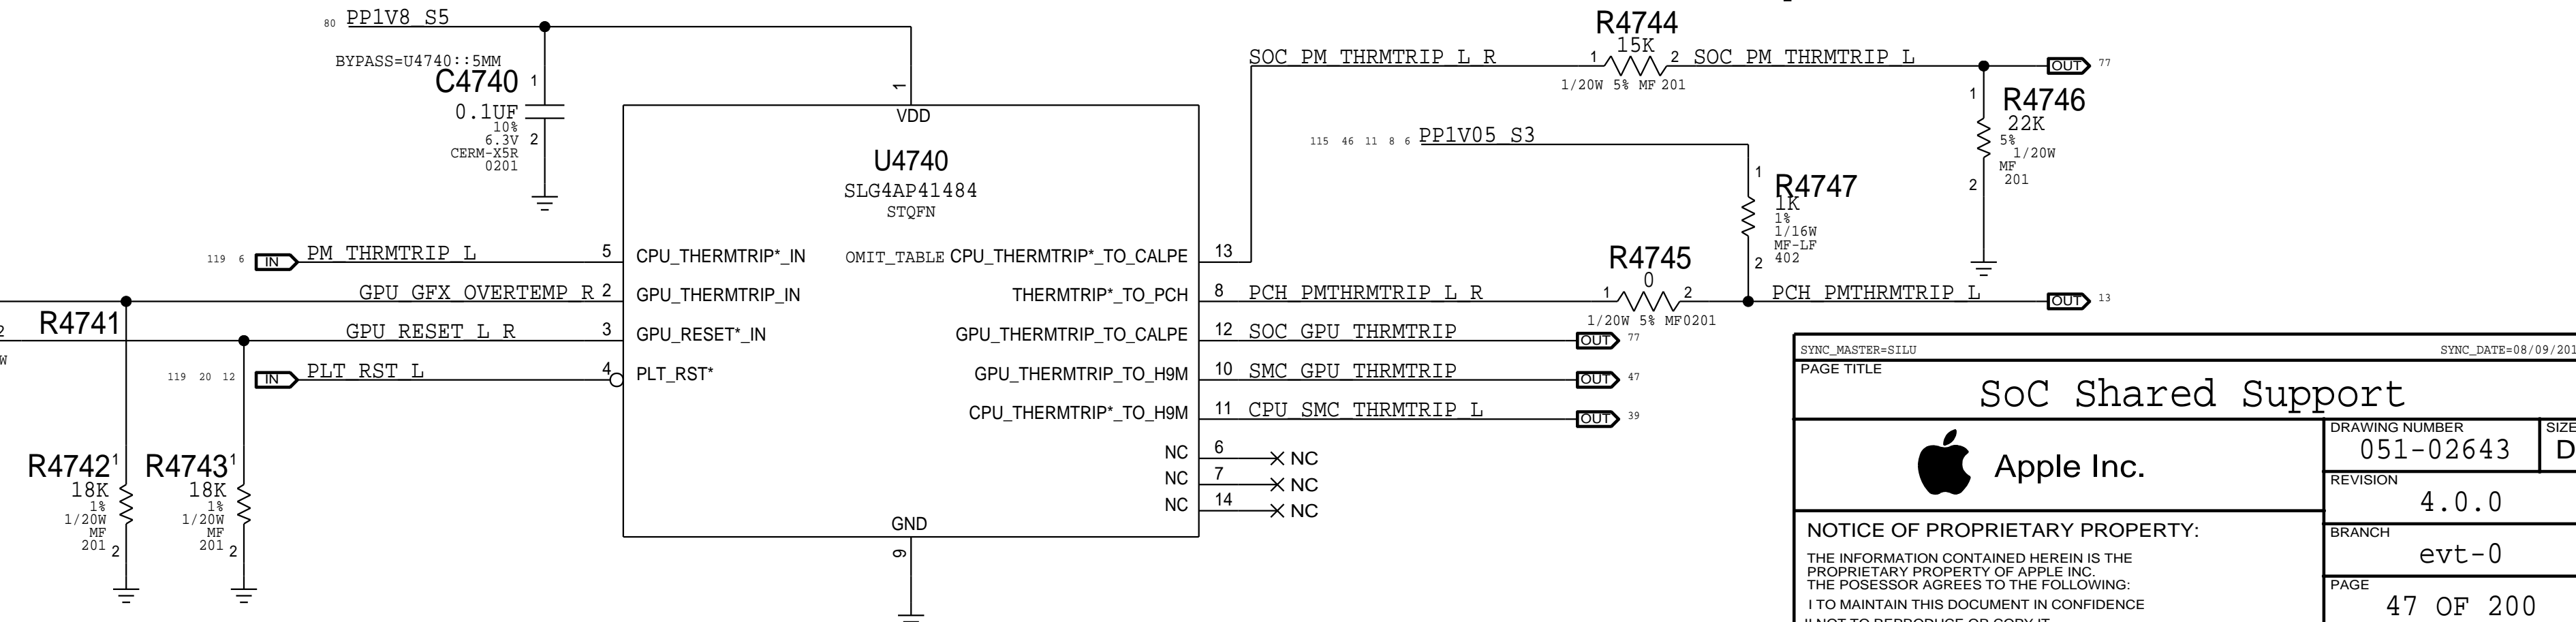 80 PP1V8_S5
BYPASS=U4740::5MM
C4740 1
0.1UF
10%
6.3V 2
CERM-X5R
0201
1
VDD
U4740
SLG4AP41484
STQFN
OMIT_TABLE
119 6 IN PM_THRMTRIP_L 5 CPU_THERMTRIP*_IN
GPU_GFX_OVERTEMP_R 2 GPU_THERMTRIP_IN
2 R4741
W
GPU_RESET_L_R 3 GPU_RESET*_IN
119 20 12 IN PLT_RST_L 4 PLT_RST*
R4742 1
18K
1%
1/20W
MF
201 2
R4743 1
18K
1%
1/20W
MF
201 2
CPU_THERMTRIP*_TO_CALPE 13
THERMTRIP*_TO_PCH 8 PCH_PMTHRMTRIP_L_R
GPU_THERMTRIP_TO_CALPE 12 SOC_GPU_THRMTRIP OUT 77
GPU_THERMTRIP_TO_H9M 10 SMC_GPU_THRMTRIP OUT 47
CPU_THERMTRIP*_TO_H9M 11 CPU_SMC_THRMTRIP_L OUT 39
NC 6 NC
NC 7 NC
NC 14 NC
GND
9
R4744
SOC_PM_THRMTRIP_L_R 1 15K 2 SOC_PM_THRMTRIP_L OUT 77
1/20W 5% MF 201
1 R4746
22K
5%
1/20W
MF
2 201
115 46 11 8 6 PP1V05_S3
1
R4747
1K
1%
1/16W
MF-LF
2 402
R4745
1 0 2 PCH_PMTHRMTRIP_L OUT 13
1/20W 5% MF 0201
SYNC_MASTER=SILU SYNC_DATE=08/09/201
PAGE TITLE
SoC Shared Support
Apple Inc.
DRAWING NUMBER SIZE
051-02643 D
REVISION
4.0.0
BRANCH
evt-0
PAGE
47 OF 200
NOTICE OF PROPRIETARY PROPERTY:
THE INFORMATION CONTAINED HEREIN IS THE
PROPRIETARY PROPERTY OF APPLE INC.
THE POSESSOR AGREES TO THE FOLLOWING:
I TO MAINTAIN THIS DOCUMENT IN CONFIDENCE